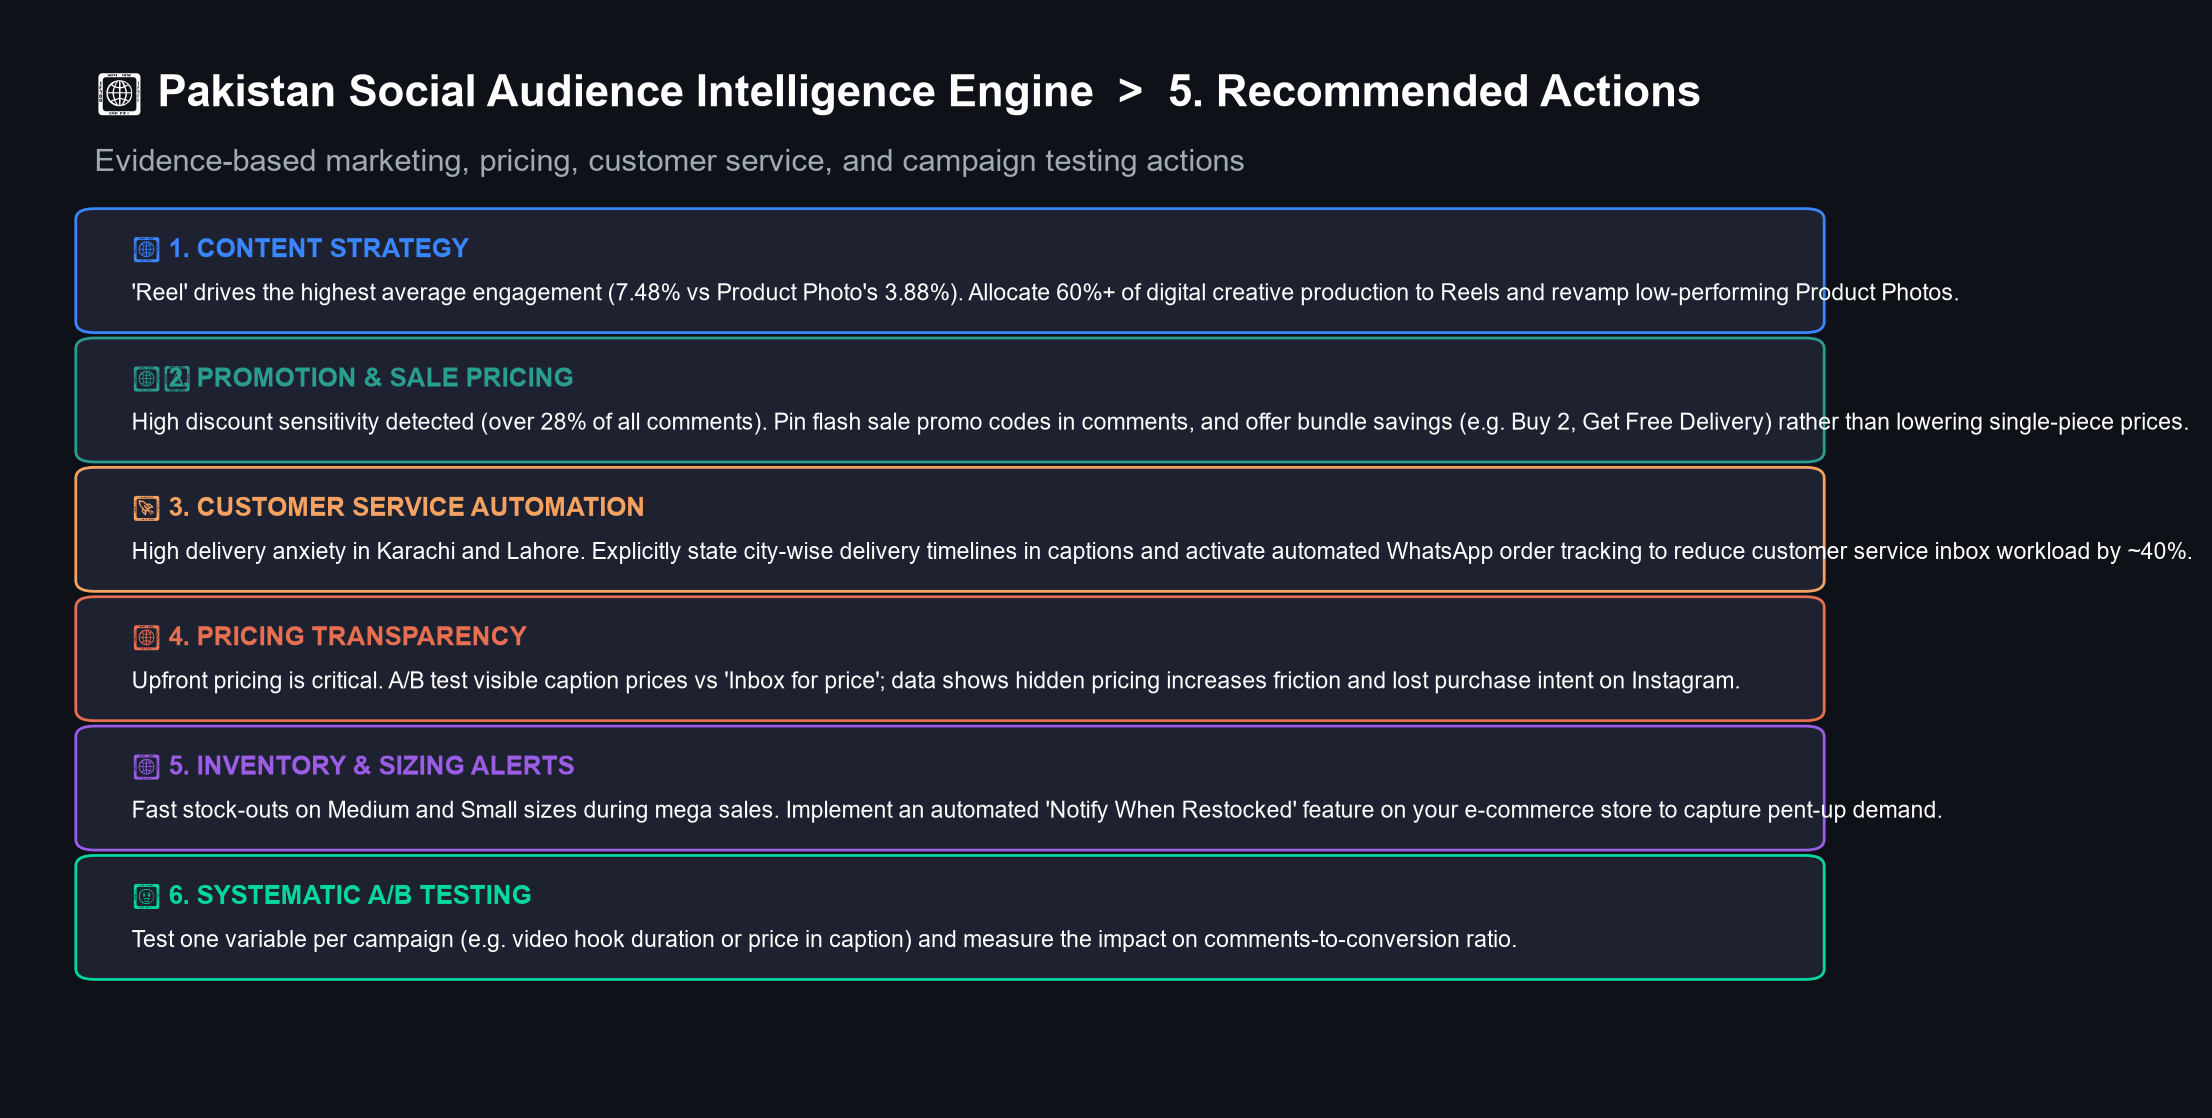 Pakistan Social Audience Intelligence Engine > 5. Recommended Actions
Evidence-based marketing, pricing, customer service, and campaign testing actions
1. CONTENT STRATEGY
'Reel' drives the highest average engagement (7.48% vs Product Photo's 3.88%). Allocate 60%+ of digital creative production to Reels and revamp low-performing Product Photos.
2. PROMOTION & SALE PRICING
High discount sensitivity detected (over 28% of all comments). Pin flash sale promo codes in comments, and offer bundle savings (e.g. Buy 2, Get Free Delivery) rather than lowering single-piece prices.
3. CUSTOMER SERVICE AUTOMATION
High delivery anxiety in Karachi and Lahore. Explicitly state city-wise delivery timelines in captions and activate automated WhatsApp order tracking to reduce customer service inbox workload by ~40%.
4. PRICING TRANSPARENCY
Upfront pricing is critical. A/B test visible caption prices vs 'Inbox for price'; data shows hidden pricing increases friction and lost purchase intent on Instagram.
5. INVENTORY & SIZING ALERTS
Fast stock-outs on Medium and Small sizes during mega sales. Implement an automated 'Notify When Restocked' feature on your e-commerce store to capture pent-up demand.
6. SYSTEMATIC A/B TESTING
Test one variable per campaign (e.g. video hook duration or price in caption) and measure the impact on comments-to-conversion ratio.